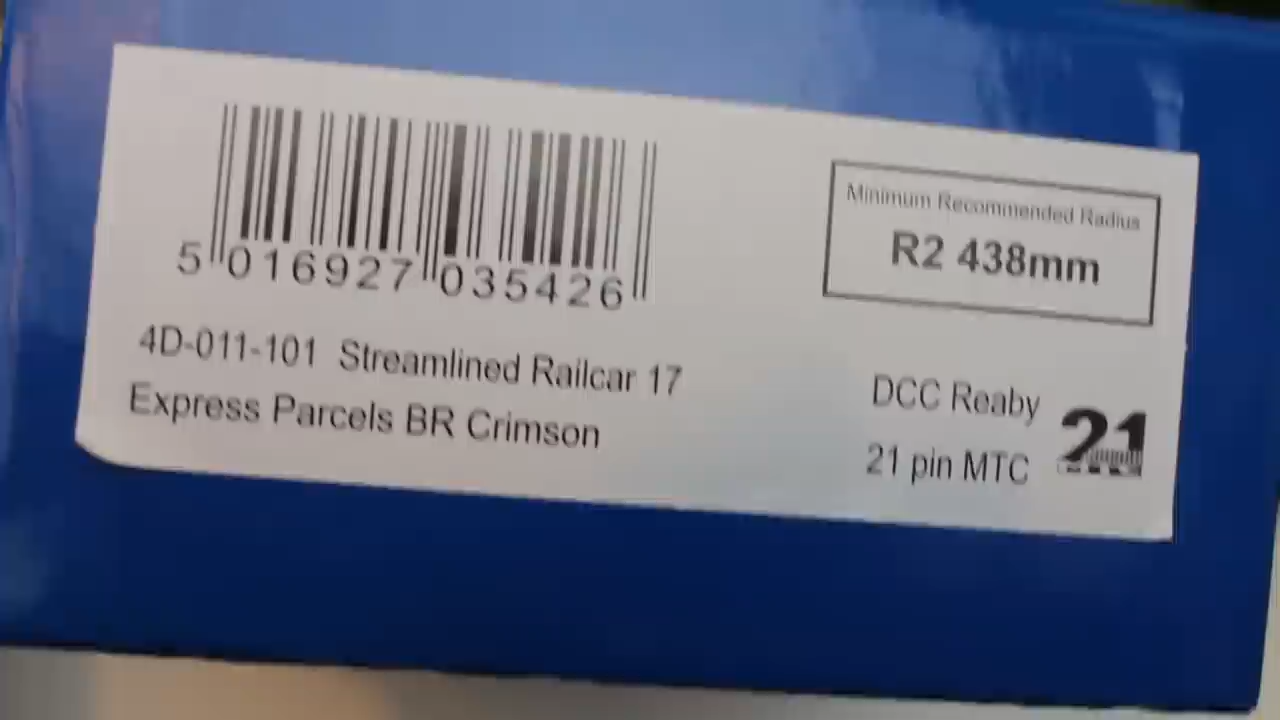 5 016927 035426
4D-011-101 Streamlined Railcar 17
Express Parcels BR Crimson
Minimum Recommended Radius
R2 438mm
DCC Reaby
21 pin MTC
21